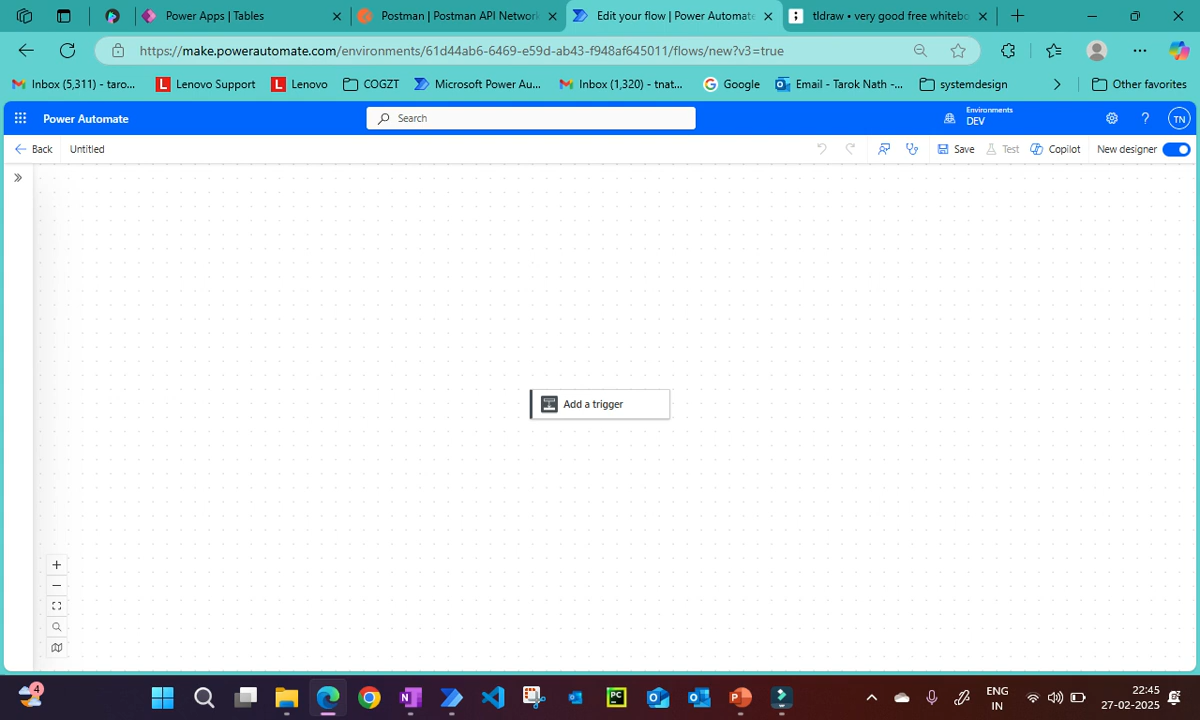 Power Apps | Tables
Postman | Postman API Network
Edit your flow | Power Automate
tldraw • very good free whitebo
https://make.powerautomate.com/environments/61d44ab6-6469-e59d-ab43-f948af645011/flows/new?v3=true
Inbox (5,311) - taro...
Lenovo Support
Lenovo
COGZT
Microsoft Power Au...
Inbox (1,320) - tnat...
Google
Email - Tarok Nath -...
systemdesign
Other favorites
Power Automate
Search
Environments
DEV
TN
Back
Untitled
Save
Test
Copilot
New designer
Add a trigger
4
ENG
IN
22:45
27-02-2025